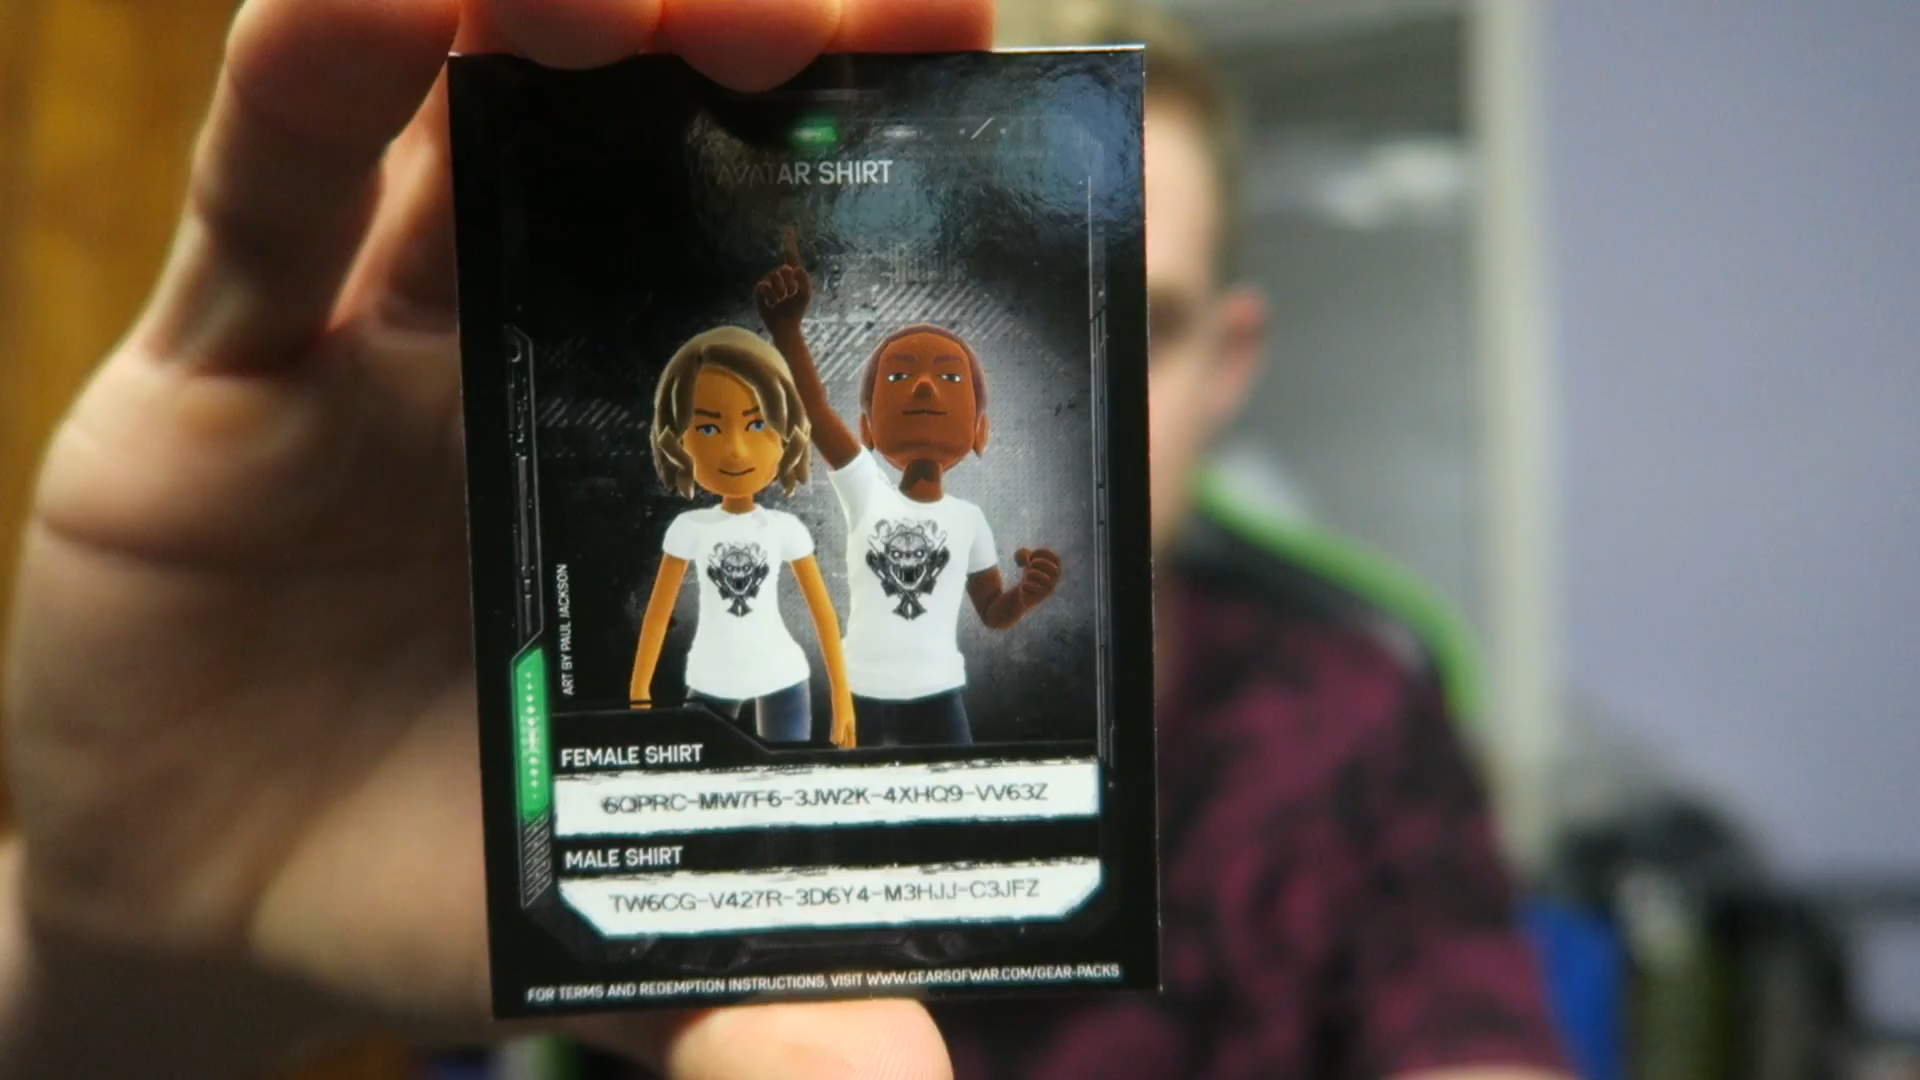 AVATAR SHIRT
ART BY PAUL JACKSON
FEMALE SHIRT
6QPRC-MW7F6-3JW2K-4XHQ9-VV63Z
MALE SHIRT
TW6CG-V427R-3D6Y4-M3HJJ-C3JFZ
FOR TERMS AND REDEMPTION INSTRUCTIONS, VISIT WWW.GEARSOFWAR.COM/GEAR-PACKS